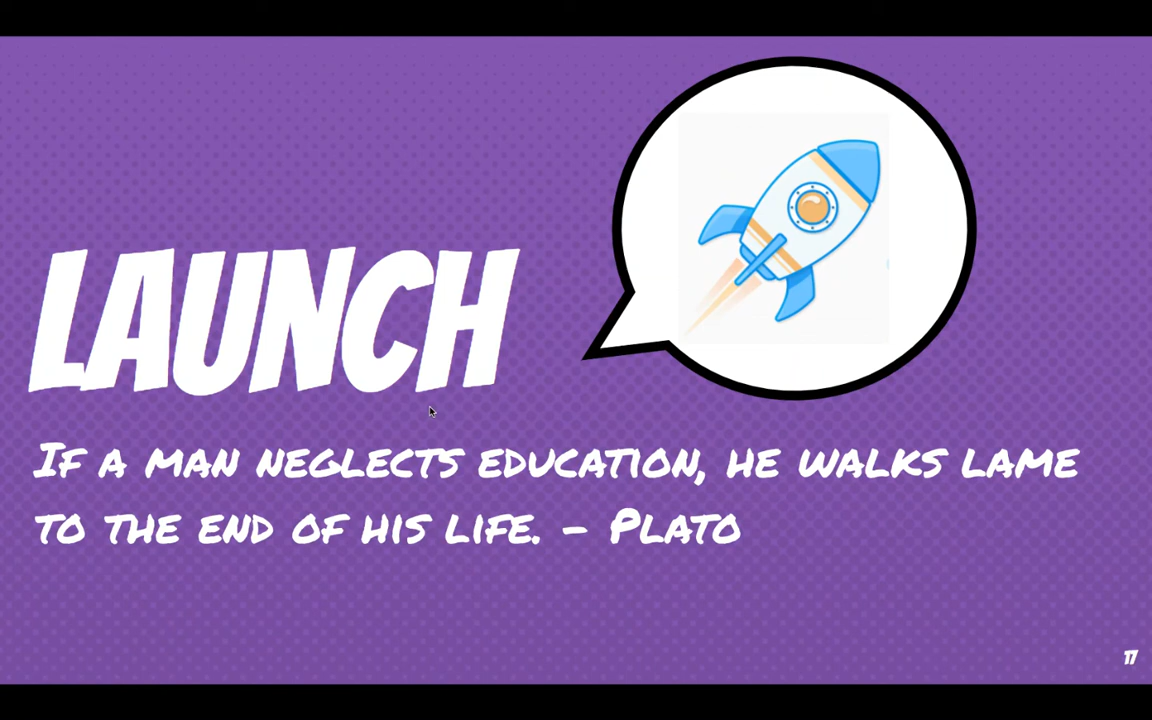 LAUNCH
If a man neglects education, he walks lame
to the end of his life. - Plato
17